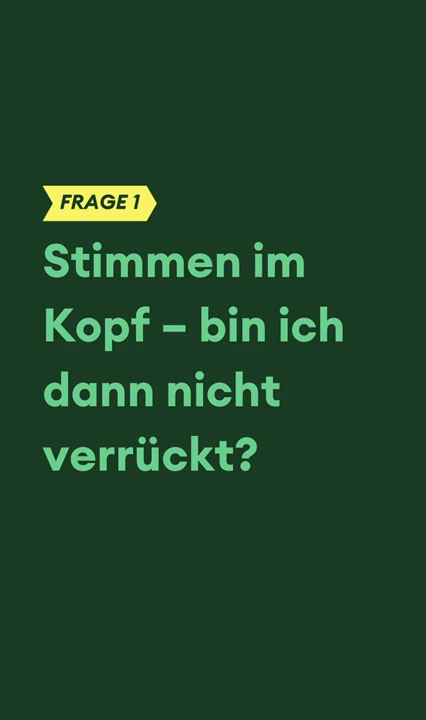 FRAGE 1
Stimmen im
Kopf – bin ich
dann nicht
verrückt?